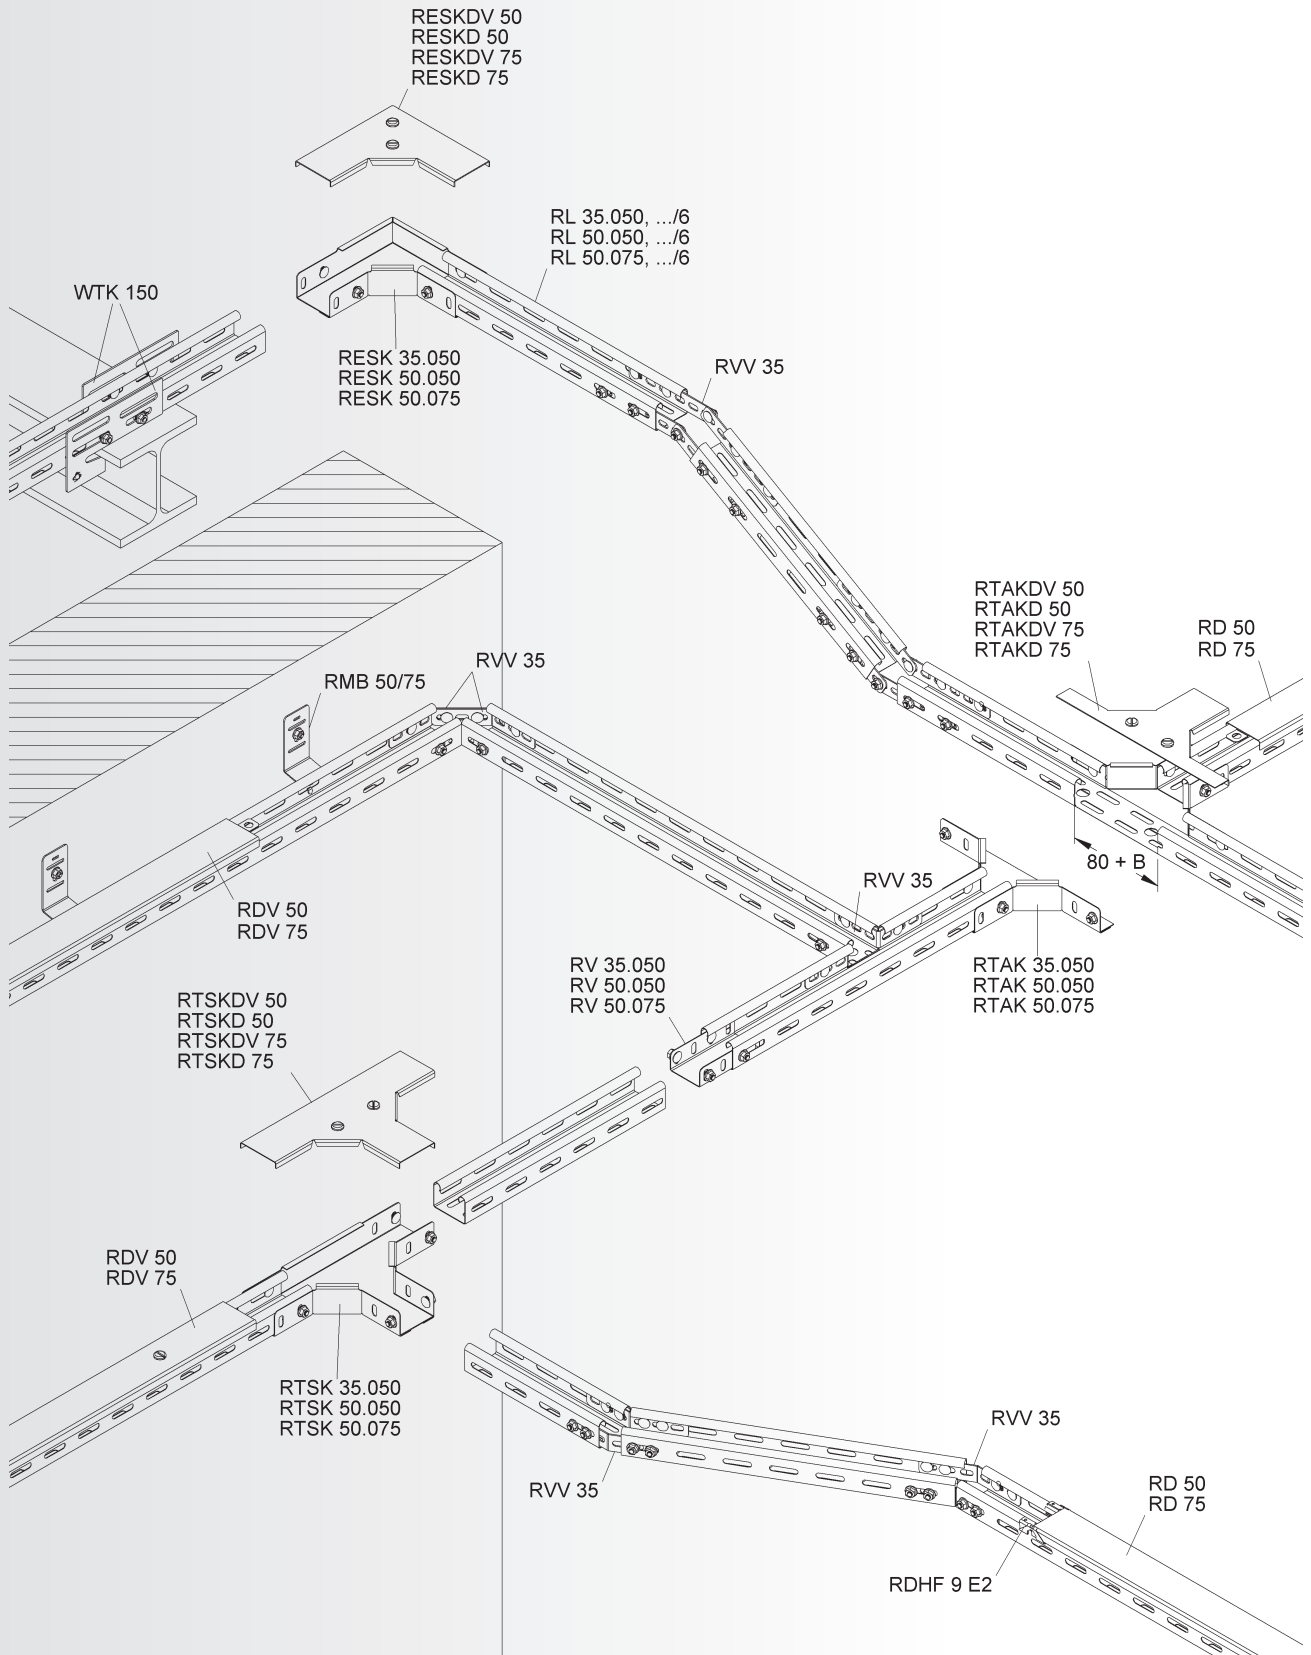 RESKDV 50
RESKD 50
RESKDV 75
RESKD 75
RL 35.050, .../6
RL 50.050, .../6
RL 50.075, .../6
WTK 150
RESK 35.050
RESK 50.050
RESK 50.075
RVV 35
RTAKDV 50
RTAKD 50
RTAKDV 75
RTAKD 75
RD 50
RD 75
RVV 35
RMB 50/75
80 + B
RVV 35
RDV 50
RDV 75
RV 35.050
RV 50.050
RV 50.075
RTAK 35.050
RTAK 50.050
RTAK 50.075
RTSKDV 50
RTSKD 50
RTSKDV 75
RTSKD 75
RDV 50
RDV 75
RTSK 35.050
RTSK 50.050
RTSK 50.075
RVV 35
RVV 35
RD 50
RD 75
RDHF 9 E2